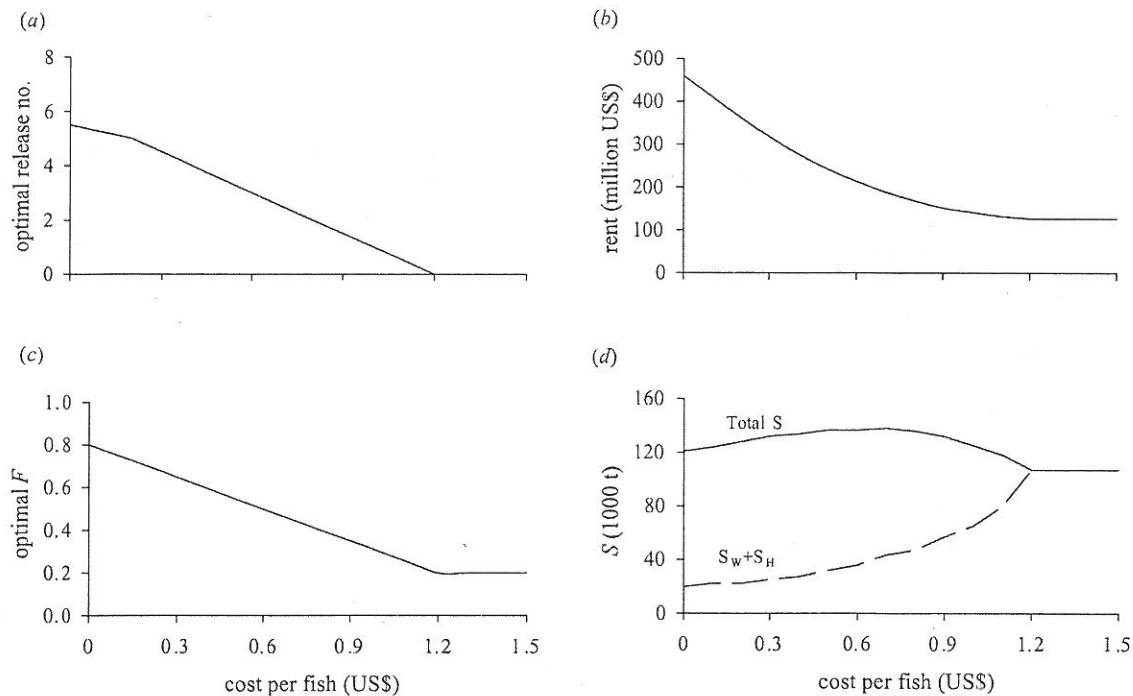 (a)
optimal release no.
8
6
4
2
0
(b)
rent (million US$)
500
400
300
200
100
0
(c)
optimal F
1.0
0.8
0.6
0.4
0.2
0.0
0 0.3 0.6 0.9 1.2 1.5
cost per fish (US$)
(d)
S (1000 t)
160
120
80
40
0
Total S
S_W+S_H
0 0.3 0.6 0.9 1.2 1.5
cost per fish (US$)